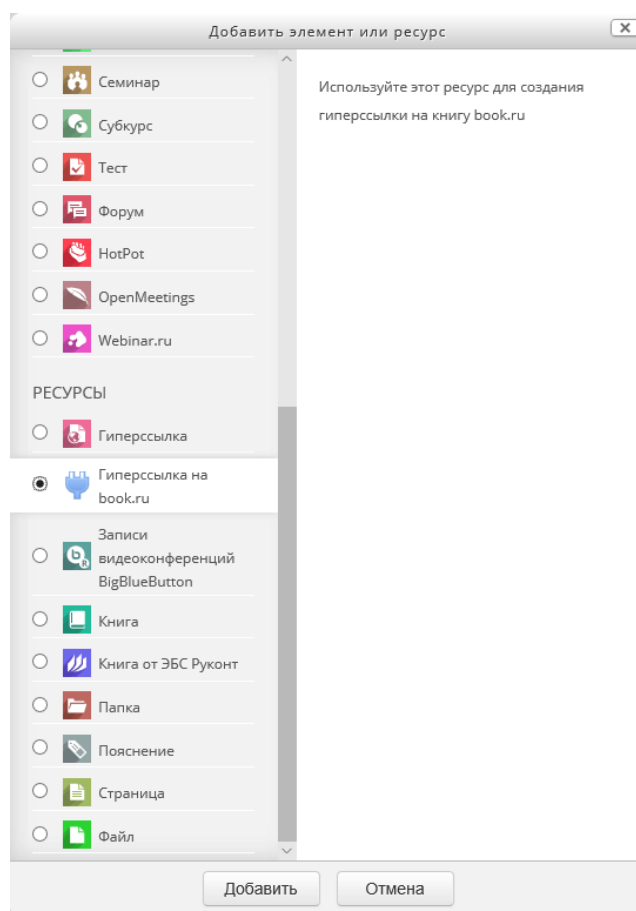 Добавить элемент или ресурс
Семинар
Субкурс
Тест
Форум
HotPot
OpenMeetings
Webinar.ru
РЕСУРСЫ
Гиперссылка
Гиперссылка на
book.ru
Записи
видеоконференций
BigBlueButton
Книга
Книга от ЭБС Руконт
Папка
Пояснение
Страница
Файл
Используйте этот ресурс для создания
гиперссылки на книгу book.ru
Добавить
Отмена